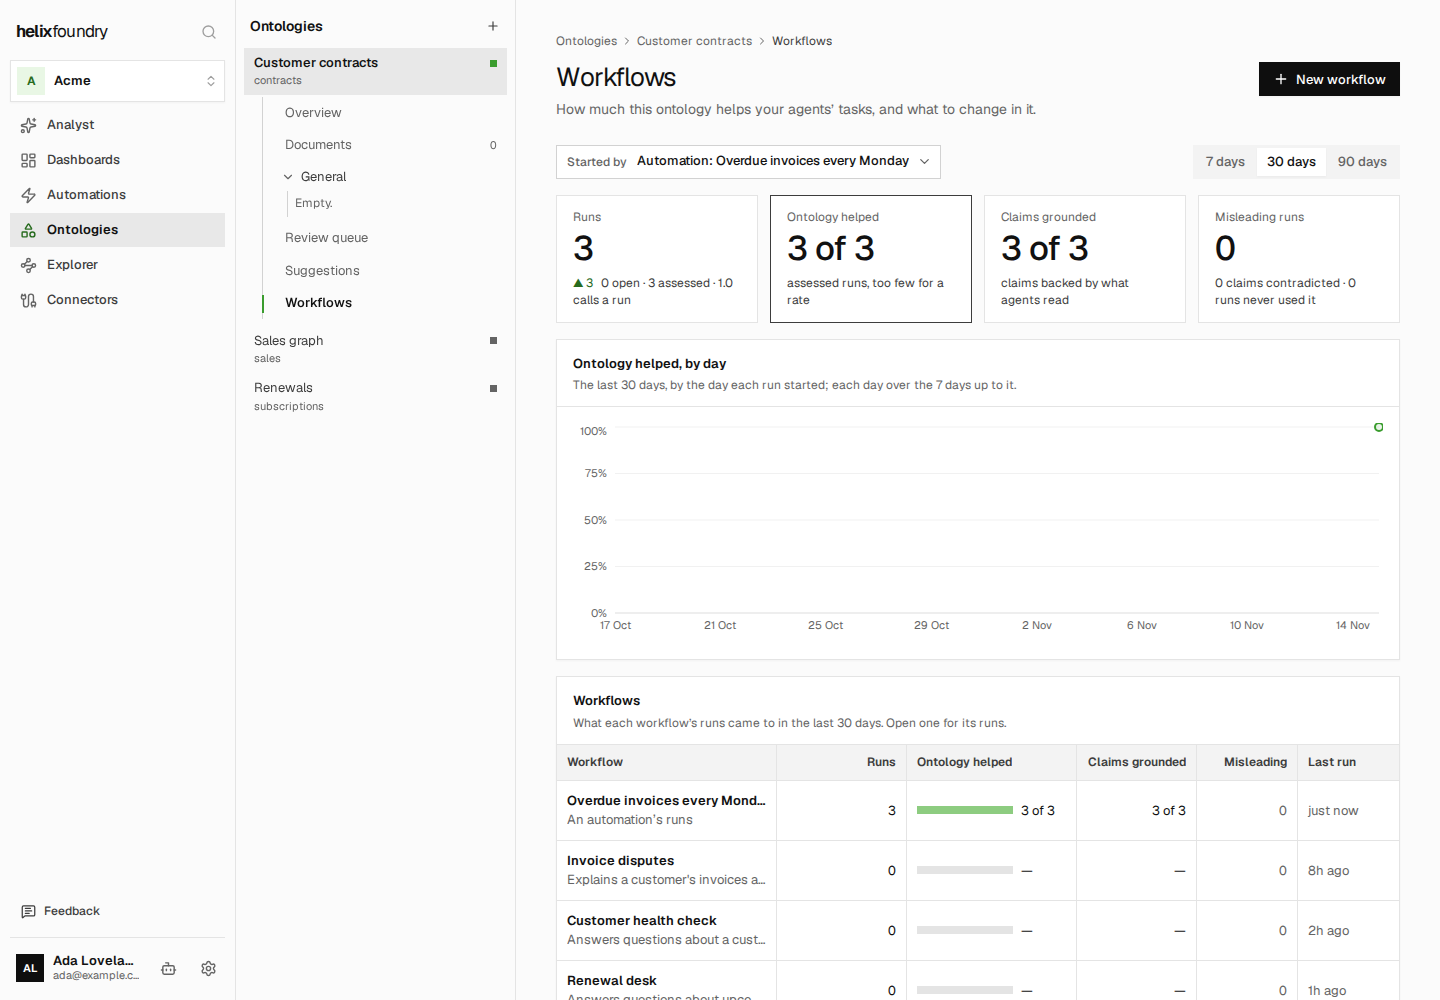 helixfoundry
A Acme
Analyst
Dashboards
Automations
Ontologies
Explorer
Connectors
Feedback
AL Ada Lovela...
ada@example.c...
Ontologies
Customer contracts
contracts
Overview
Documents 0
General
Empty.
Review queue
Suggestions
Workflows
Sales graph
sales
Renewals
subscriptions
Ontologies > Customer contracts > Workflows
Workflows
How much this ontology helps your agents' tasks, and what to change in it.
New workflow
Started by Automation: Overdue invoices every Monday
7 days 30 days 90 days
Runs
3
▲ 3 0 open · 3 assessed · 1.0
calls a run
Ontology helped
3 of 3
assessed runs, too few for a
rate
Claims grounded
3 of 3
claims backed by what
agents read
Misleading runs
0
0 claims contradicted · 0
runs never used it
Ontology helped, by day
The last 30 days, by the day each run started; each day over the 7 days up to it.
100%
75%
50%
25%
0%
17 Oct 21 Oct 25 Oct 29 Oct 2 Nov 6 Nov 10 Nov 14 Nov
Workflows
What each workflow's runs came to in the last 30 days. Open one for its runs.
Workflow Runs Ontology helped Claims grounded Misleading Last run
Overdue invoices every Mond... 3 3 of 3 3 of 3 0 just now
An automation's runs
Invoice disputes 0 — — 0 8h ago
Explains a customer's invoices a...
Customer health check 0 — — 0 2h ago
Answers questions about a cust...
Renewal desk 0 — — 0 1h ago
Answers questions about upco...